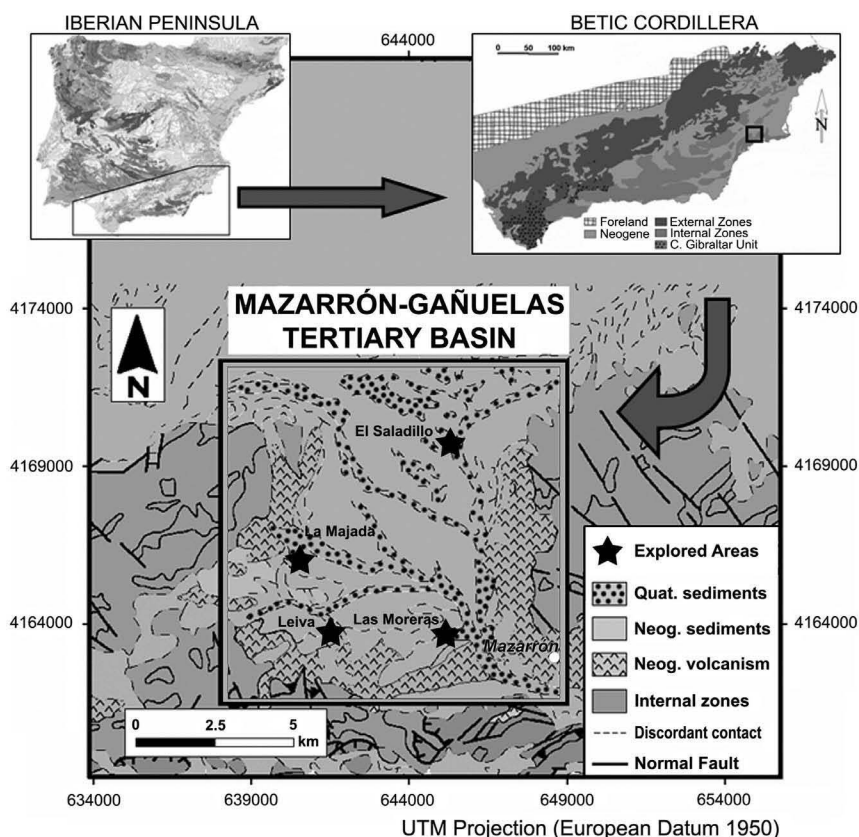 IBERIAN PENINSULA
BETIC CORDILLERA
644000
0 50 100 km
N
Foreland
Neogene
External Zones
Internal Zones
C. Gibraltar Unit
4174000
4174000
MAZARRÓN-GAÑUELAS
TERTIARY BASIN
N
El Saladillo
4169000
4169000
La Majada
Explored Areas
Quat. sediments
4164000
4164000
Leiva
Las Moreras
Mazarrón
Neog. sediments
Neog. volcanism
Internal zones
0 2.5 5
km
Discordant contact
Normal Fault
634000 639000 644000 649000 654000
UTM Projection (European Datum 1950)